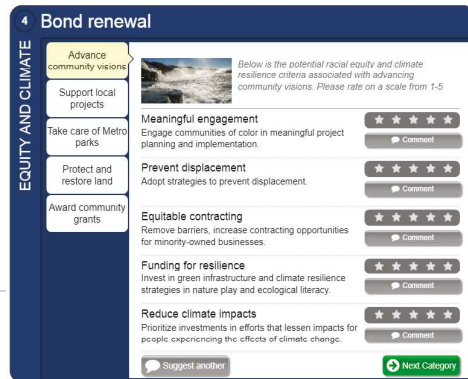 4 Bond renewal
EQUITY AND CLIMATE
Advance
community visions
Support local
projects
Take care of Metro
parks
Protect and
restore land
Award community
grants
Below is the potential racial equity and climate
resilience criteria associated with advancing
community visions. Please rate on a scale from 1-5
Meaningful engagement
Engage communities of color in meaningful project
planning and implementation.
Comment
Prevent displacement
Adopt strategies to prevent displacement.
Comment
Equitable contracting
Remove barriers, increase contracting opportunities
for minority-owned businesses.
Comment
Funding for resilience
Invest in green infrastructure and climate resilience
strategies in nature play and ecological literacy.
Comment
Reduce climate impacts
Prioritize investments in efforts that lessen impacts for
people experiencing the effects of climate change.
Comment
Suggest another
Next Category